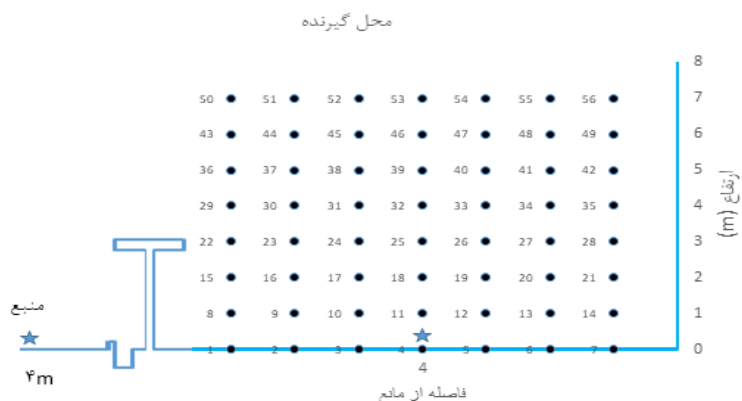 محل گیرنده
8
50 51 52 53 54 55 56 7
43 44 45 46 47 48 49 6
36 37 38 39 40 41 42 5
29 30 31 32 33 34 35 4
22 23 24 25 26 27 28 3
15 16 17 18 19 20 21 2
8 9 10 11 12 13 14 1
1 2 3 4 5 6 7 0
ارتفاع (m)
منبع
۴m
4
فاصله از مانع